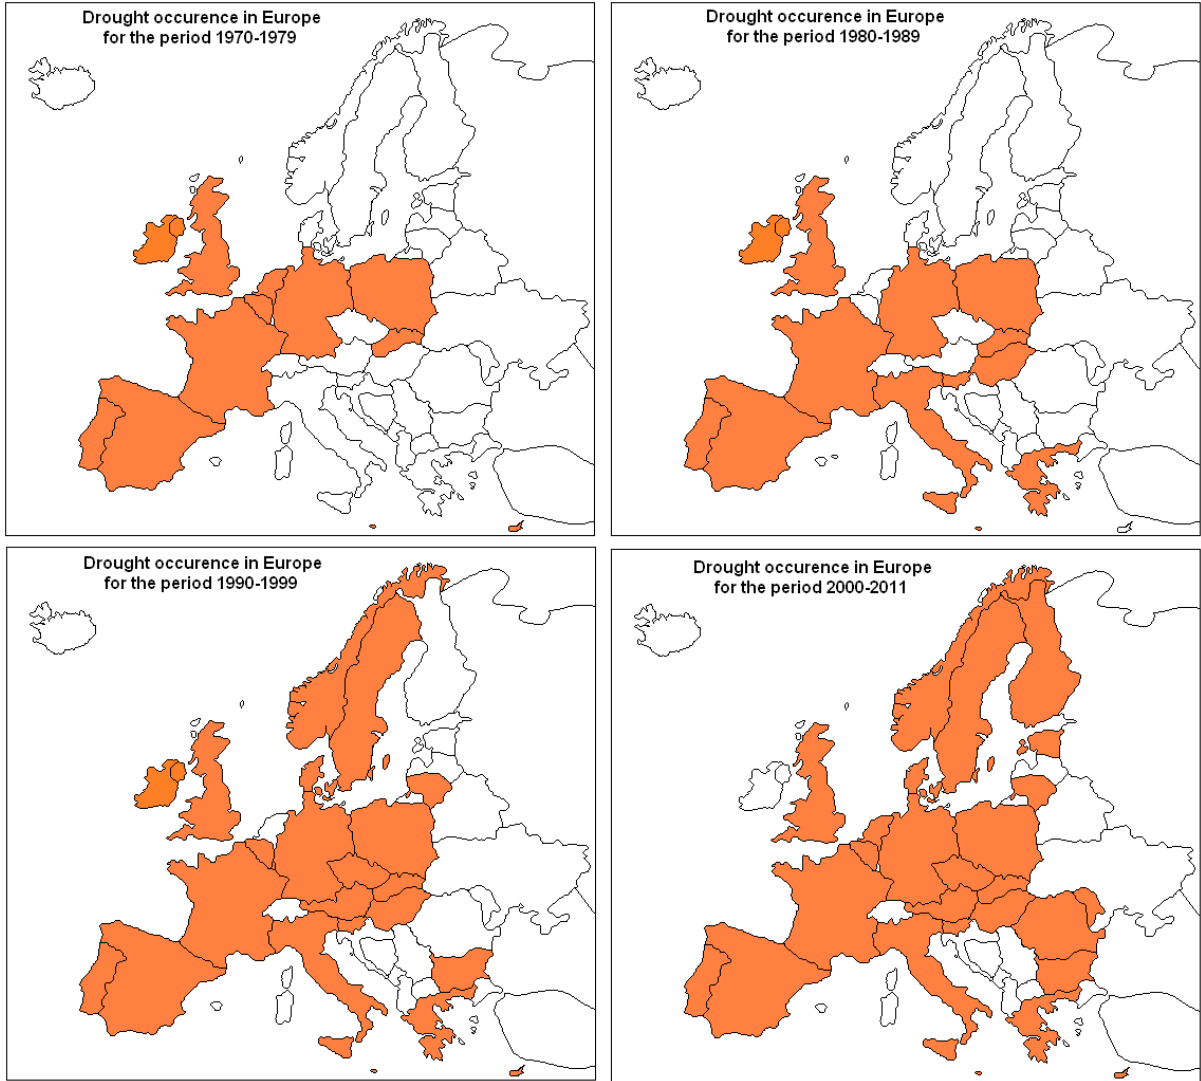 Drought occurence in Europe
for the period 1970-1979
Drought occurence in Europe
for the period 1980-1989
Drought occurence in Europe
for the period 1990-1999
Drought occurence in Europe
for the period 2000-2011